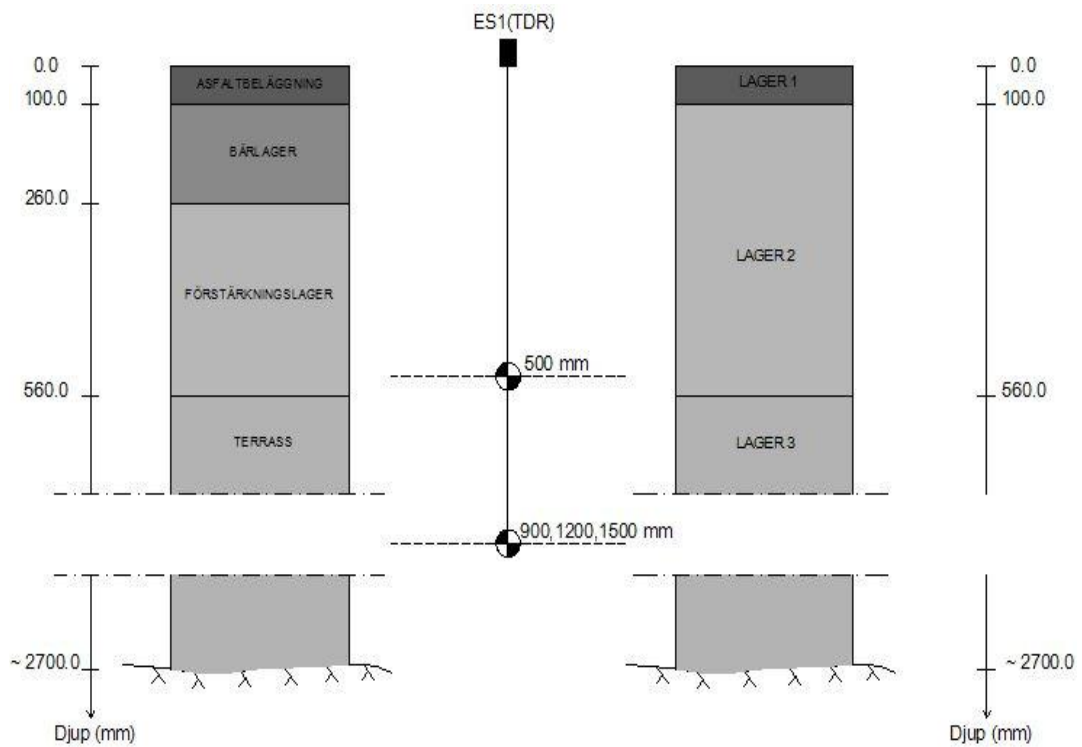 ES1(TDR)
0.0
ASFALTBELÄGGNING
LAGER 1
0.0
100.0
100.0
BÄRLAGER
260.0
LAGER 2
FÖRSTÄRKNINGSLAGER
500 mm
560.0
560.0
TERRASS
LAGER 3
900,1200,1500 mm
~ 2700.0
~ 2700.0
Djup (mm)
Djup (mm)